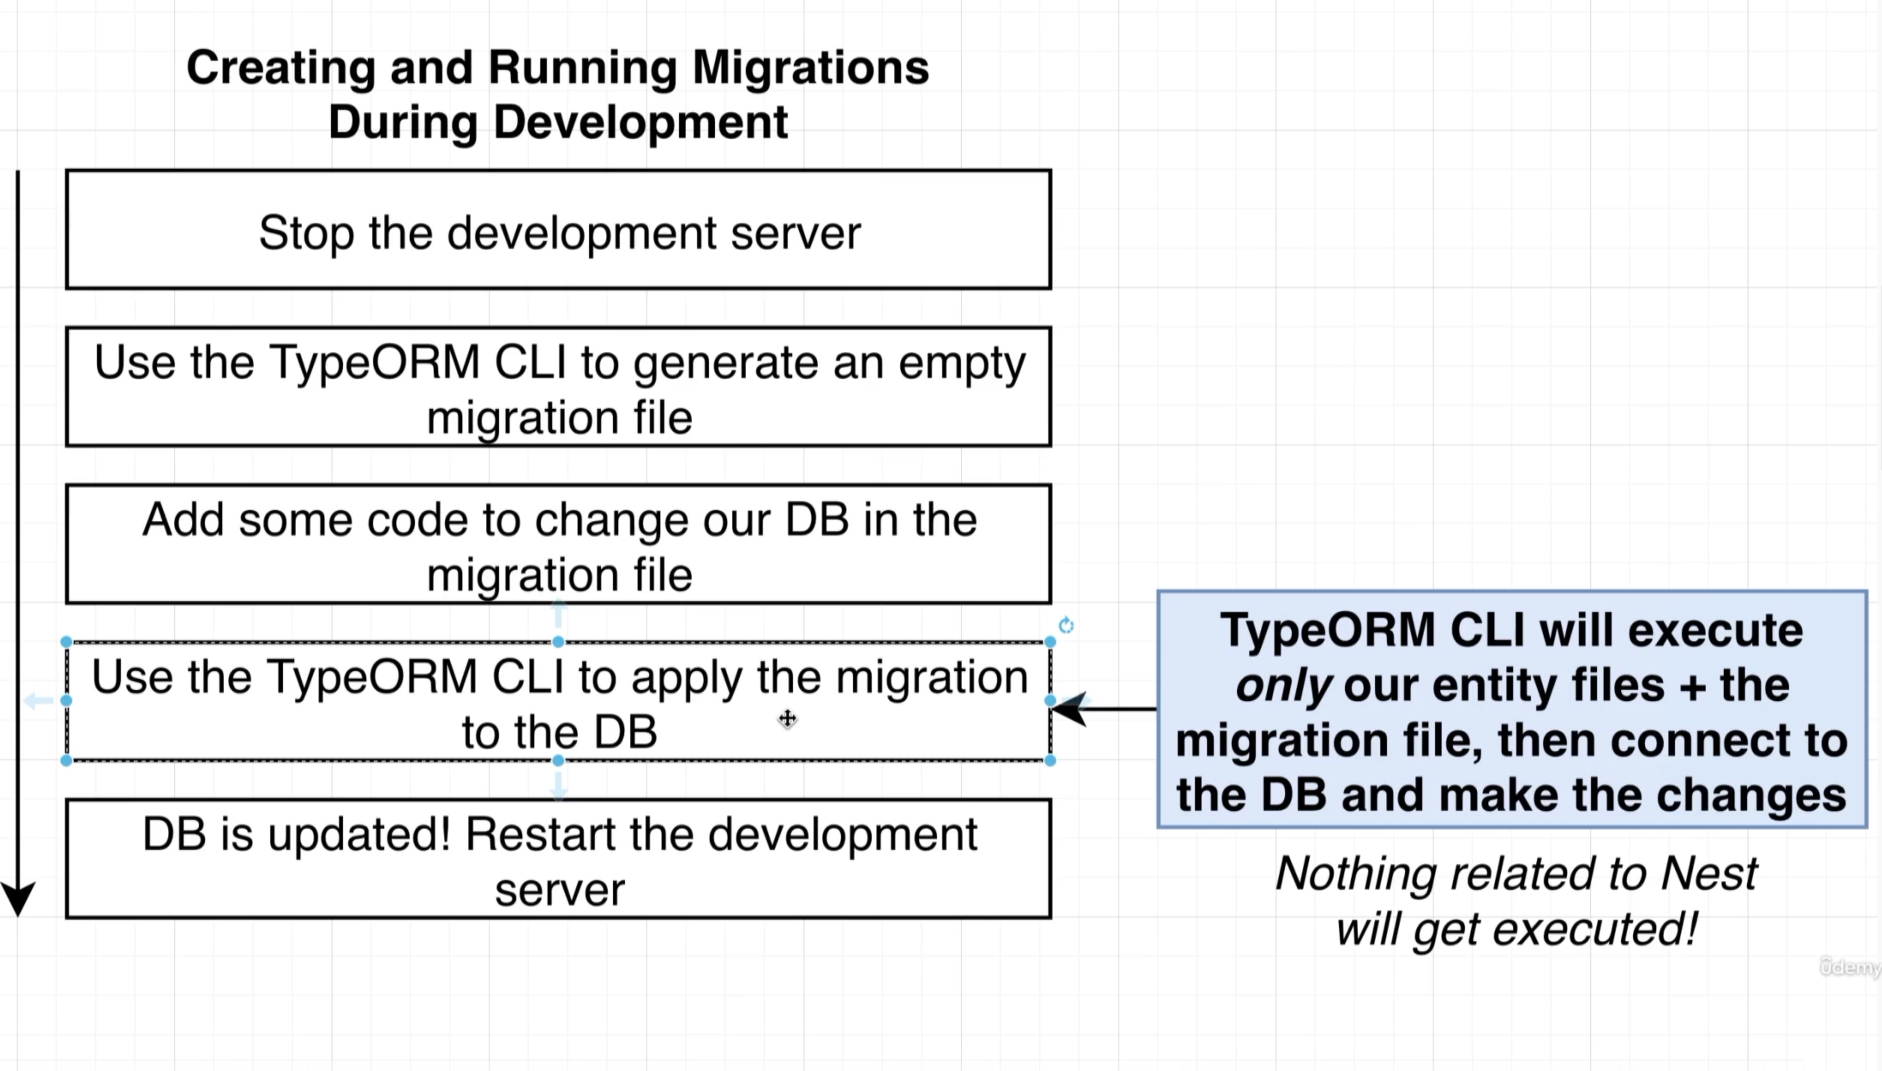 Creating and Running Migrations
During Development
Stop the development server
Use the TypeORM CLI to generate an empty
migration file
Add some code to change our DB in the
migration file
Use the TypeORM CLI to apply the migration
to the DB
DB is updated! Restart the development
server
TypeORM CLI will execute
only our entity files + the
migration file, then connect to
the DB and make the changes
Nothing related to Nest
will get executed!
ûdemy